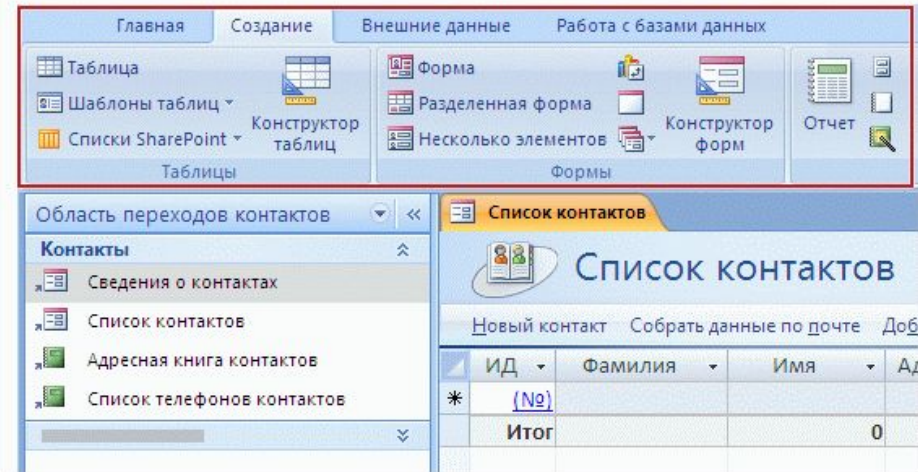 Главная Создание Внешние данные Работа с базами данных
Таблица
Шаблоны таблиц
Списки SharePoint
Конструктор таблиц
Таблицы
Форма
Разделенная форма
Несколько элементов
Конструктор форм
Формы
Отчет
Область переходов контактов
Контакты
Сведения о контактах
Список контактов
Адресная книга контактов
Список телефонов контактов
Список контактов
Список контактов
Новый контакт Собрать данные по почте Доб
ИД Фамилия Имя Ад
(№)
Итог 0